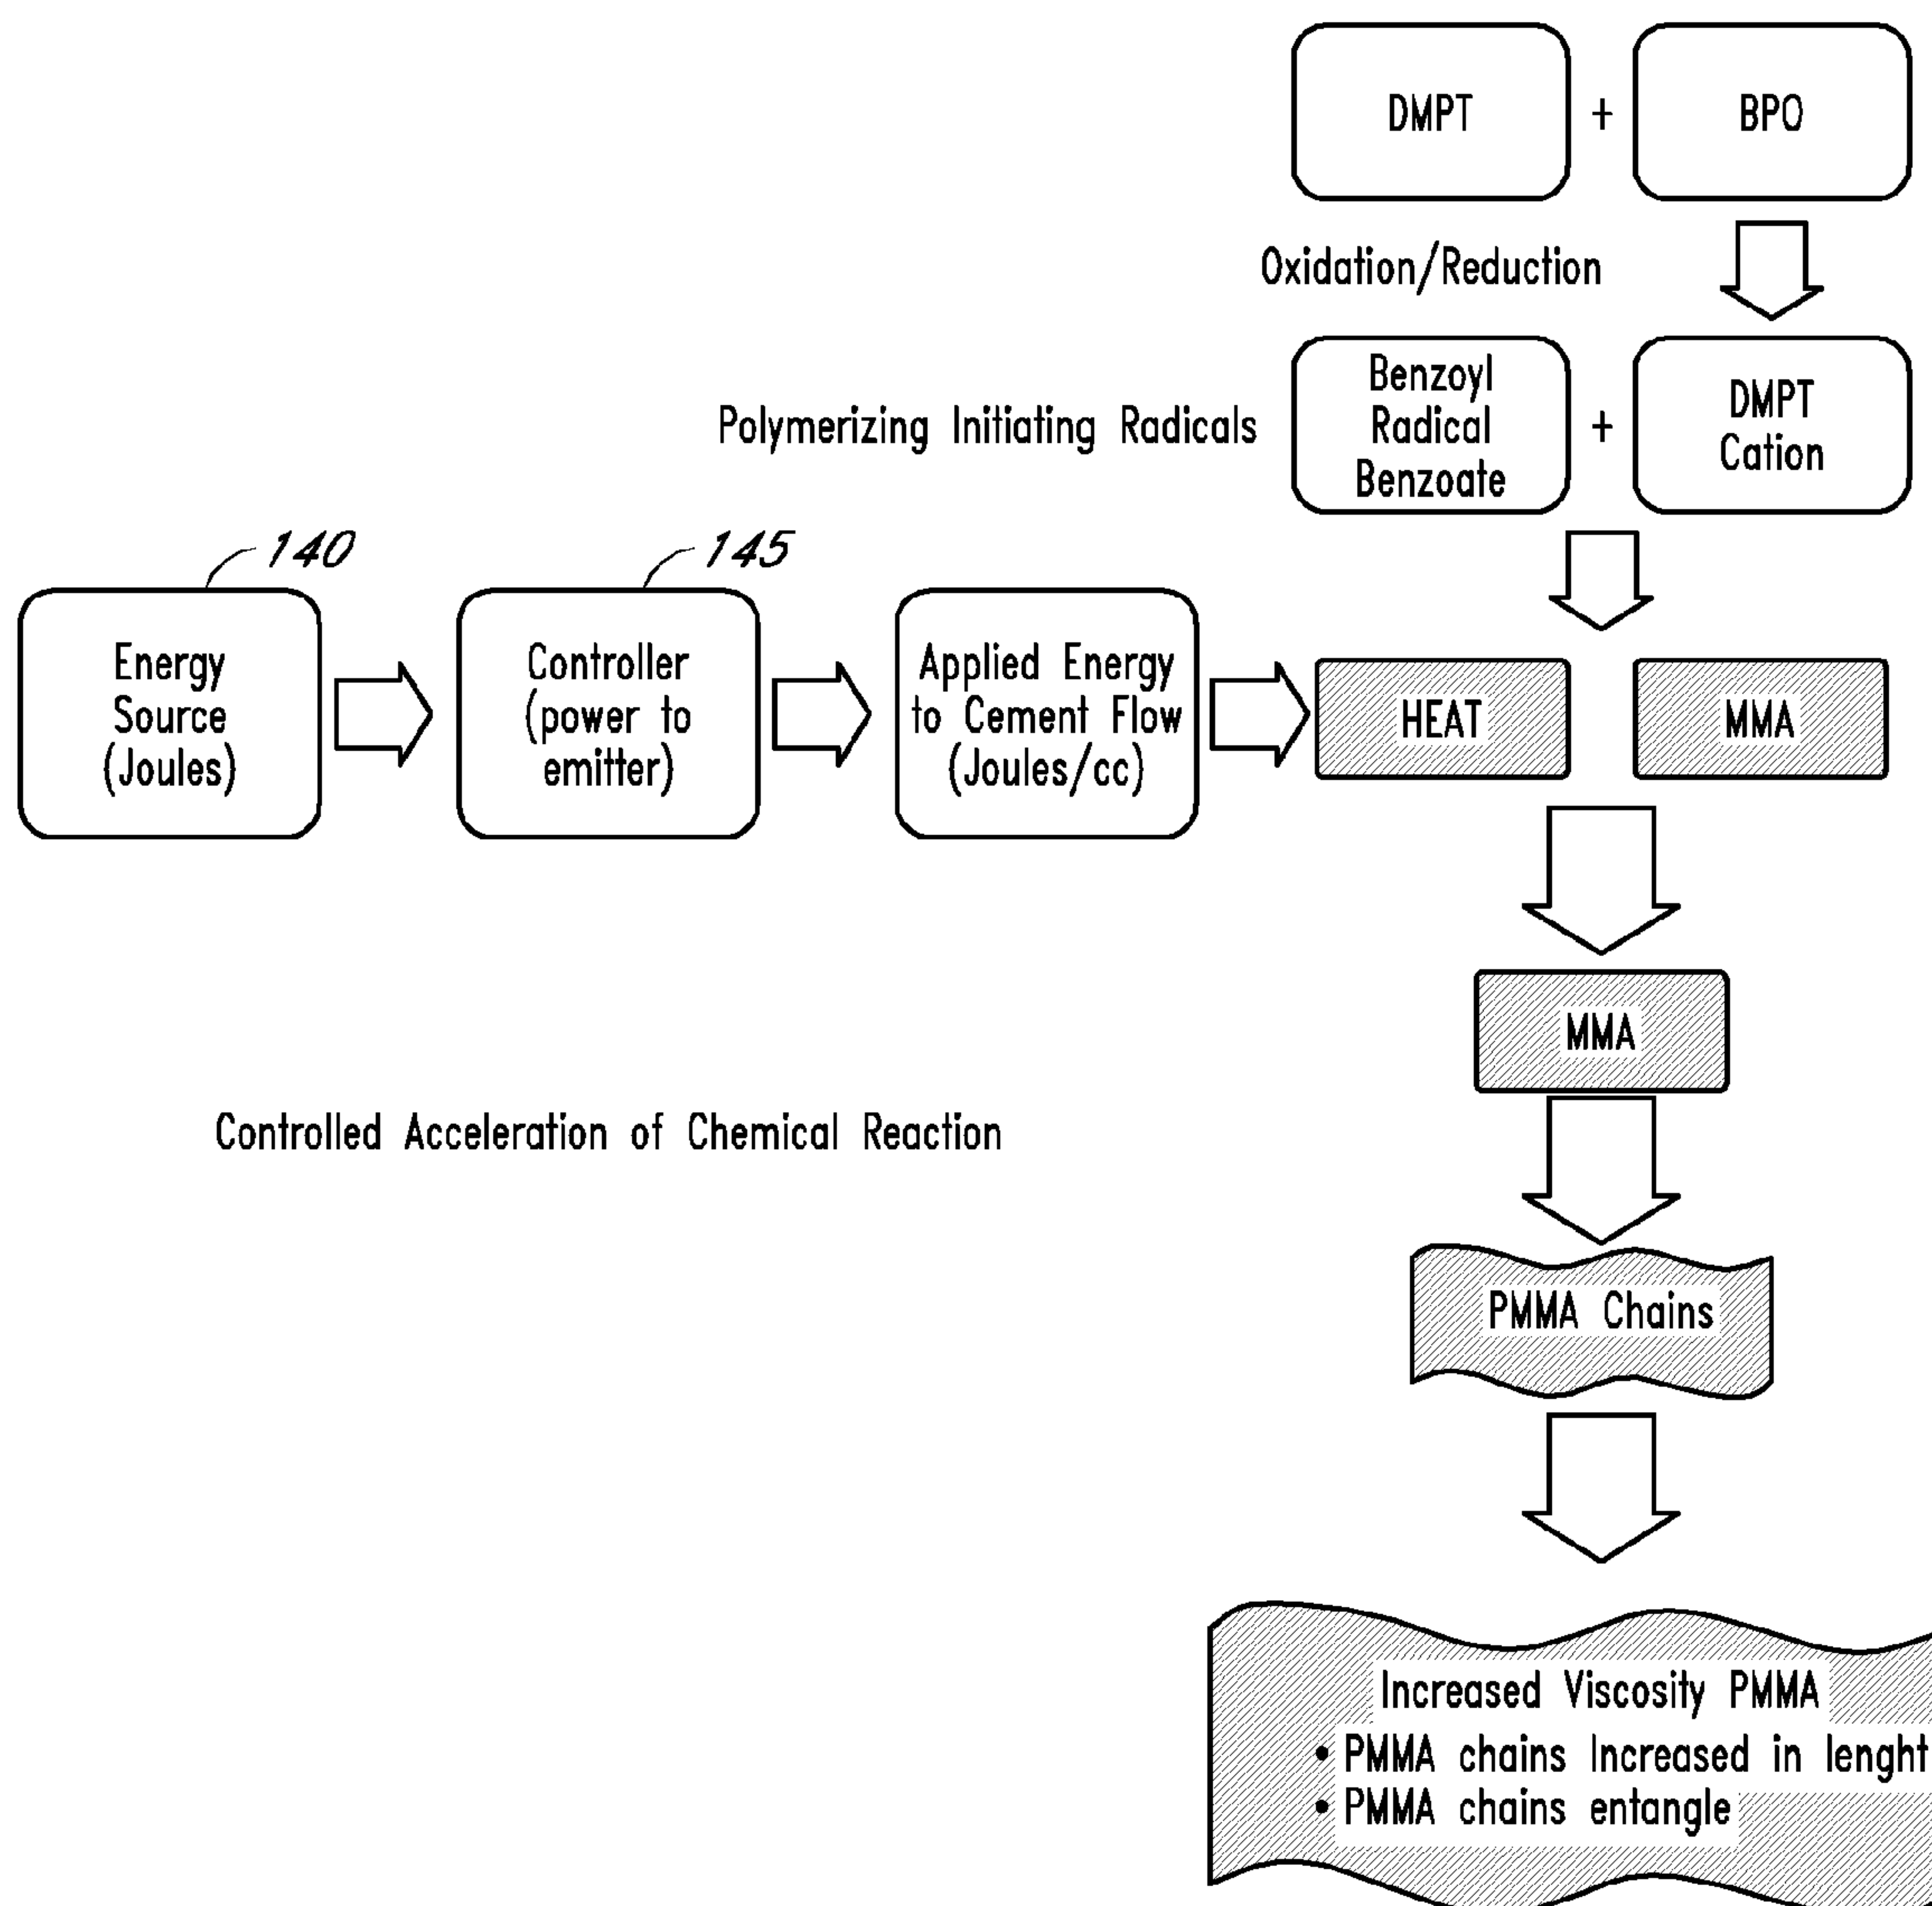 DMPT
+
BPO
Oxidation/Reduction
Polymerizing Initiating Radicals
Benzoyl
Radical
Benzoate
+
DMPT
Cation
140
145
Energy
Source
(Joules)
Controller
(power to
emitter)
Applied Energy
to Cement Flow
(Joules/cc)
HEAT
MMA
MMA
Controlled Acceleration of Chemical Reaction
PMMA Chains
Increased Viscosity PMMA
• PMMA chains Increased in lenght
• PMMA chains entangle